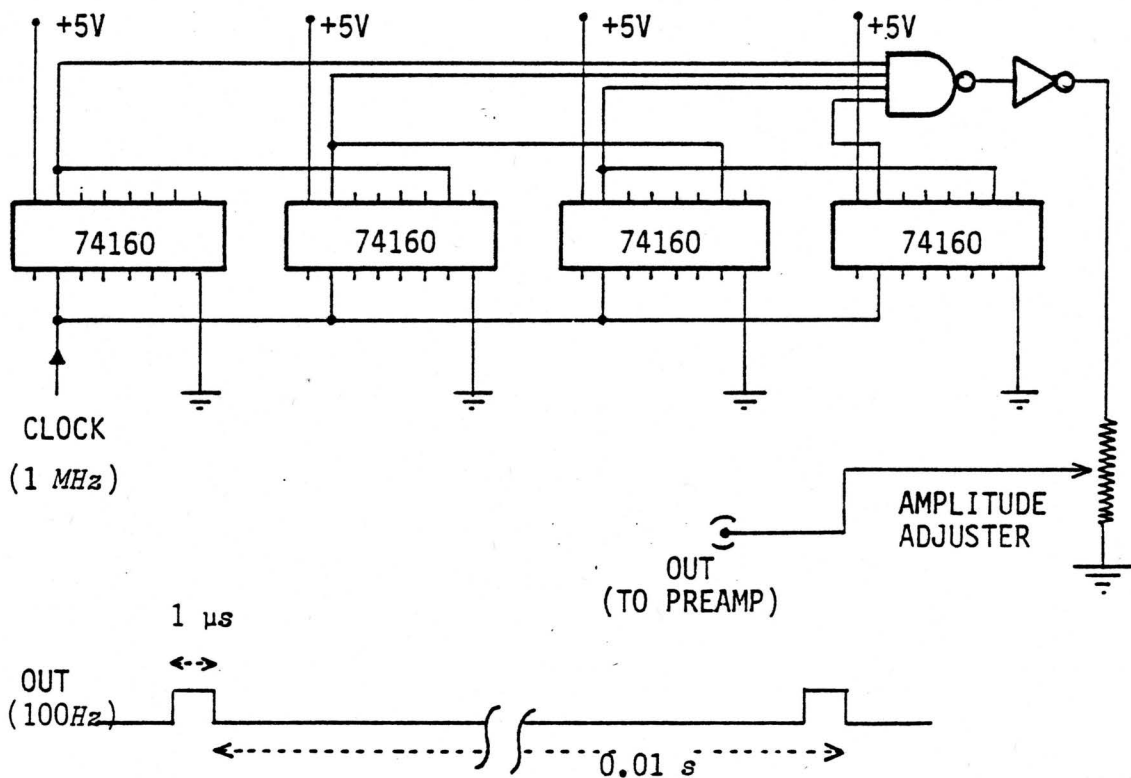 +5V
+5V
+5V
+5V
74160
74160
74160
74160
CLOCK
(1 MHz)
AMPLITUDE
ADJUSTER
OUT
(TO PREAMP)
1 µs
OUT
(100Hz)
0.01 s